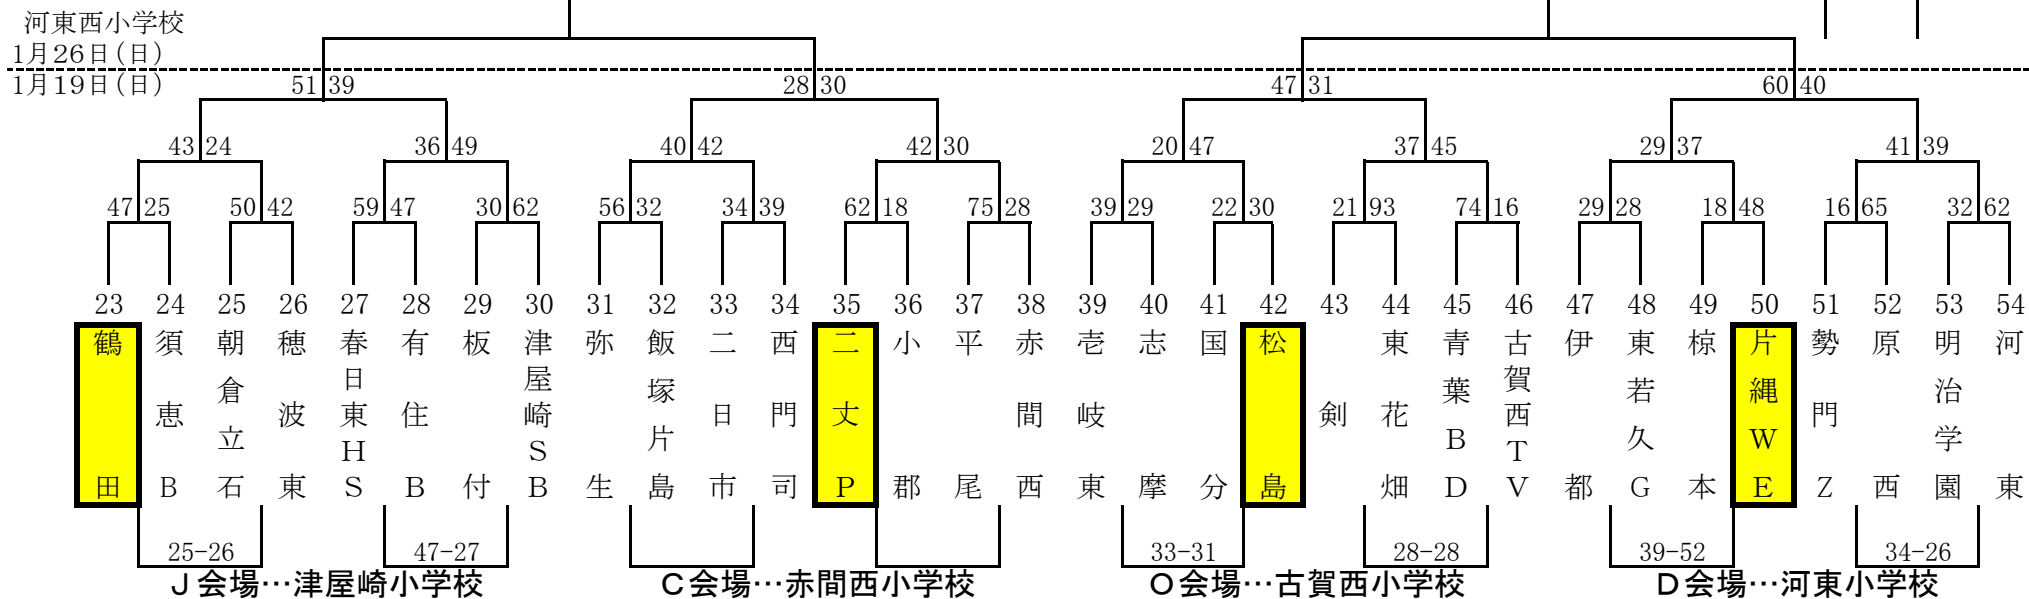 河東西小学校
1月26日(日)
1月19日(日)
51 39
28 30
47 31
60 40
43 24
36 49
40 42
42 30
20 47
37 45
29 37
41 39
47 25
50 42
59 47
30 62
56 32
34 39
62 18
75 28
39 29
22 30
21 93
74 16
29 28
18 48
16 65
32 62
23 24 25 26 27 28 29 30 31 32 33 34 35 36 37 38 39 40 41 42 43 44 45 46 47 48 49 50 51 52 53 54
鶴田
須恵B
朝倉立石
穂波東
春日東HS
有住B
板付
津屋崎SB
弥生
飯塚片島
二日市
西門司
二丈P
小郡
平尾
赤間西
壱岐東
志摩
国分
松島
剣
東花畑
青葉BD
古賀西TV
伊都
東若久G
椋本
片縄WE
勢門Z
原西
明治学園
河東
25-26
47-27
33-31
28-28
39-52
34-26
J会場…津屋崎小学校
C会場…赤間西小学校
O会場…古賀西小学校
D会場…河東小学校